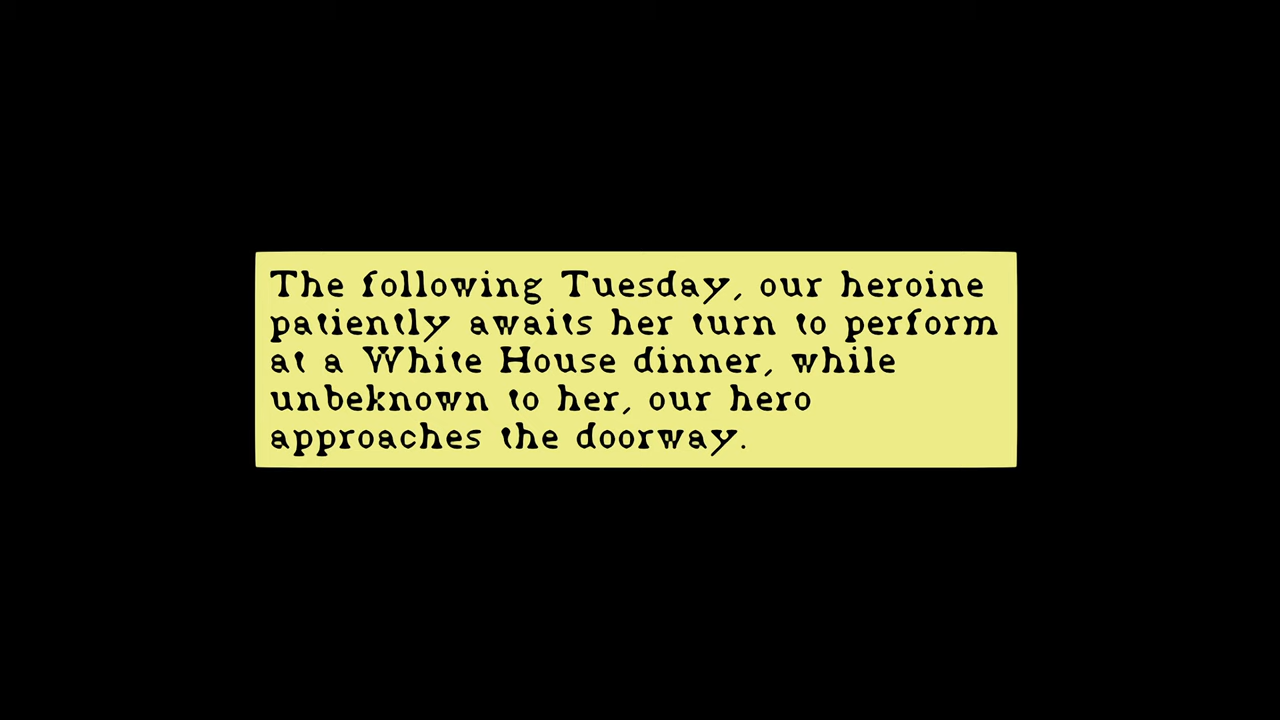 The following Tuesday, our heroine
patiently awaits her turn to perform
at a White House dinner, while
unbeknown to her, our hero
approaches the doorway.